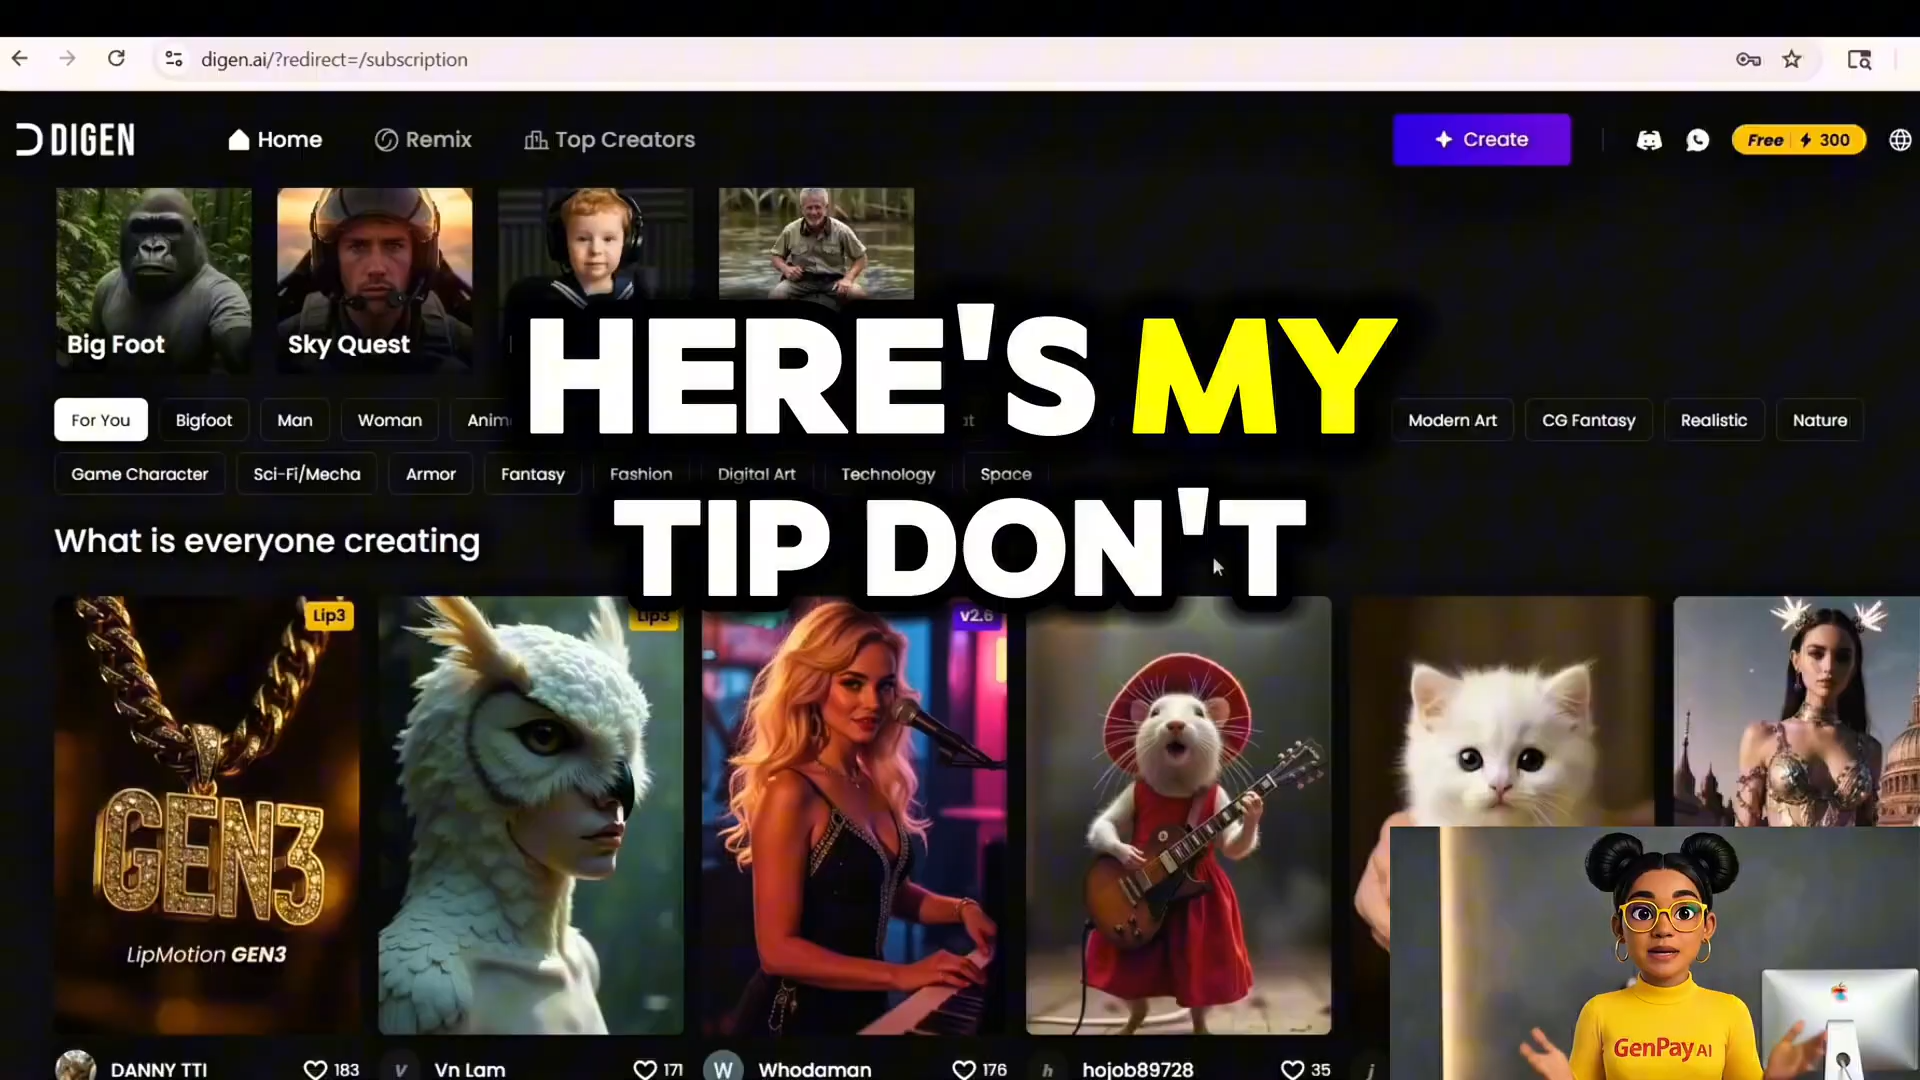 digen.ai/?redirect=/subscription
DIGEN
Home
Remix
Top Creators
Create
Free 300
Big Foot
Sky Quest
HERE'S MY
TIP DON'T
For You
Bigfoot
Man
Woman
Modern Art
CG Fantasy
Realistic
Nature
Game Character
Sci-Fi/Mecha
Armor
Fantasy
Fashion
Digital Art
Technology
Space
What is everyone creating
Lip3
Lip3
v2.6
GEN3
LipMotion GEN3
GenPay AI
DANNY TTI
183
v
Vn Lam
171
W
Whodaman
176
h
hojob89728
35
j